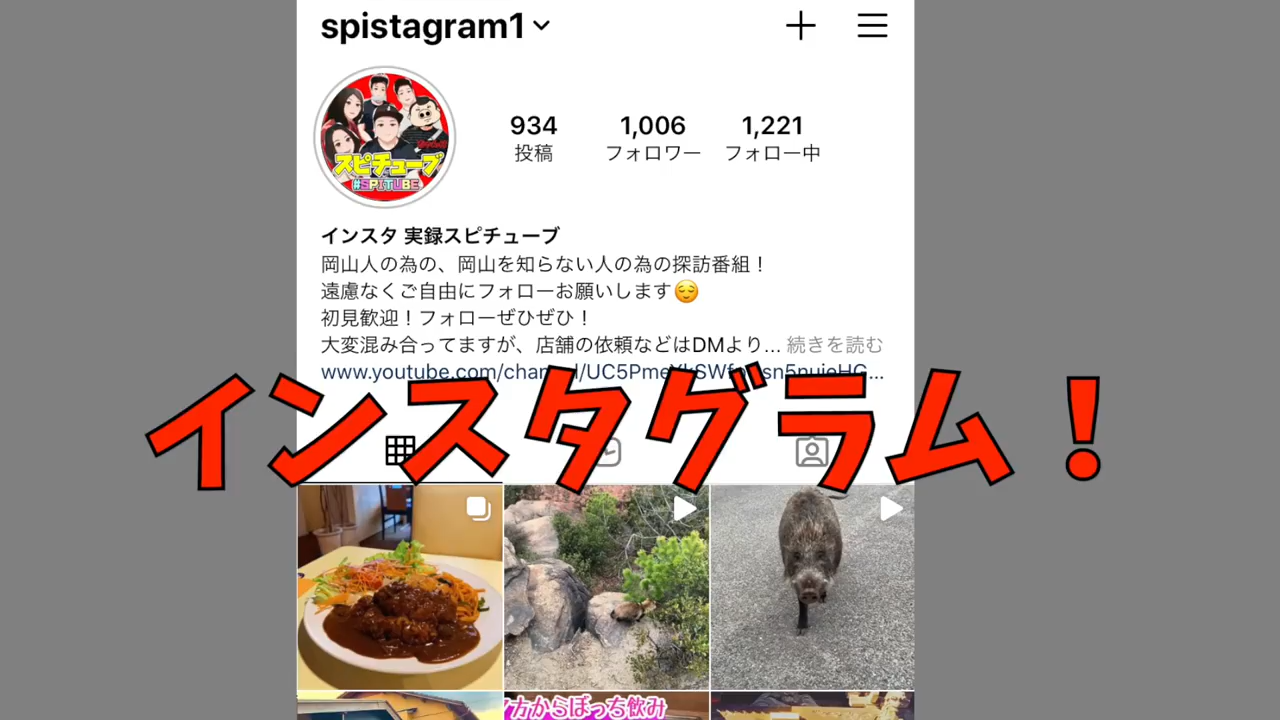 spistagram1
スピチューブ
#SPITUBE
934
投稿
1,006
フォロワー
1,221
フォロー中
インスタ 実録スピチューブ
岡山人の為の、岡山を知らない人の為の探訪番組！
遠慮なくご自由にフォローお願いします😌
初見歓迎！フォローぜひぜひ！
大変混み合ってますが、店舗の依頼などはDMより... 続きを読む
インスタグラム！
夕方からぼっち飲み